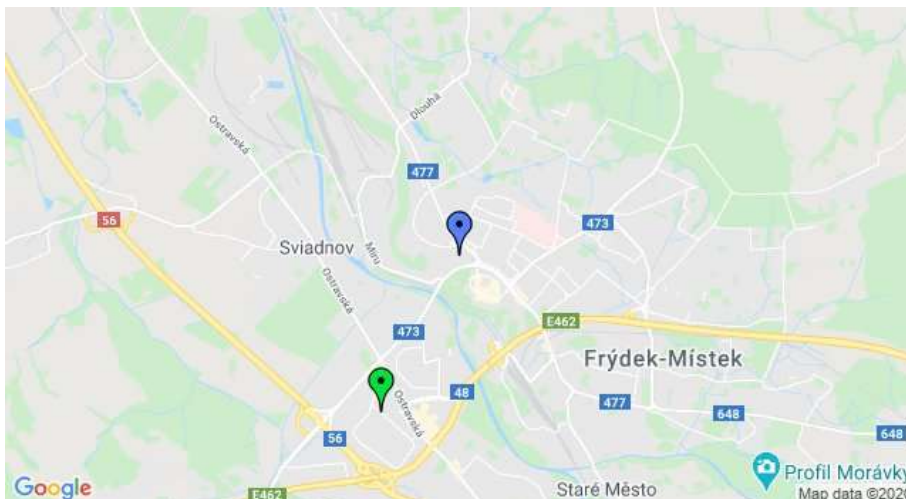 Ostravská
Dlouhá
477
56
473
Sviadnov
Míru
Ostravská
E462
473
Frýdek-Místek
48
Ostravská
477
648
56
648
Profil Morávky
Google
E462
Staré Město
Map data ©202